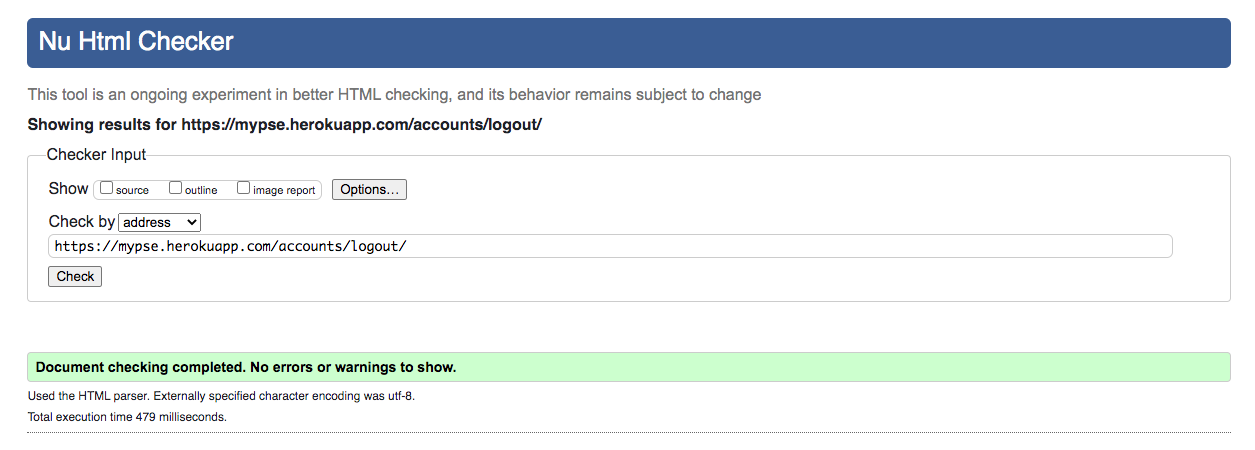 Nu Html Checker
This tool is an ongoing experiment in better HTML checking, and its behavior remains subject to change
Showing results for https://mypse.herokuapp.com/accounts/logout/
Checker Input
Show source outline image report Options...
Check by address
https://mypse.herokuapp.com/accounts/logout/
Check
Document checking completed. No errors or warnings to show.
Used the HTML parser. Externally specified character encoding was utf-8.
Total execution time 479 milliseconds.